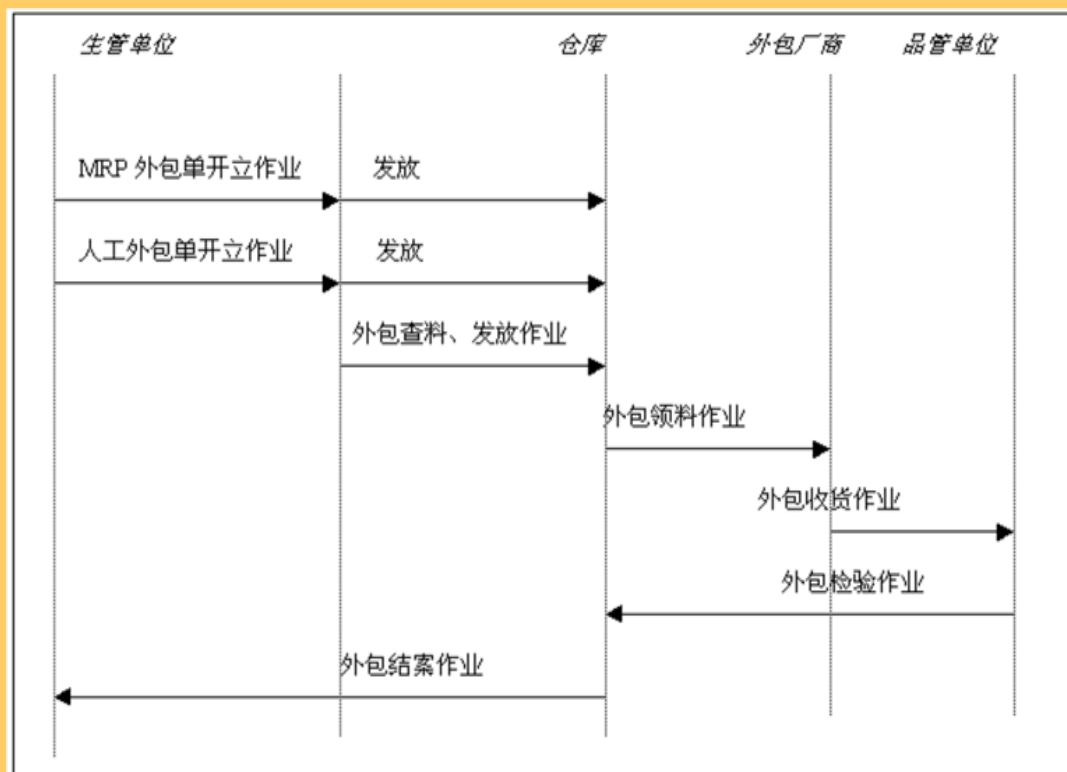 生管单位 仓库 外包厂商 品管单位
MRP 外包单开立作业 发放
人工外包单开立作业 发放
外包查料、发放作业
外包领料作业
外包收货作业
外包检验作业
外包结案作业